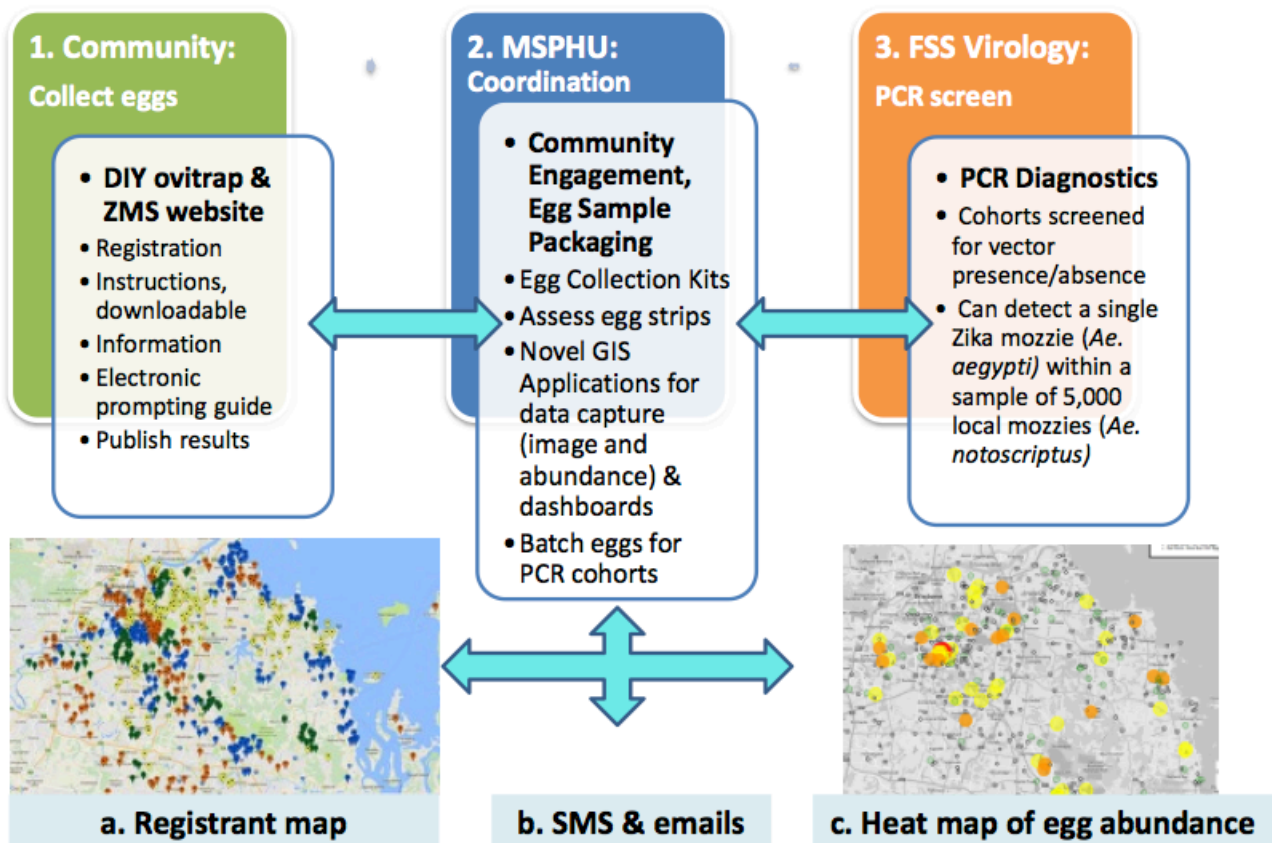 1. Community:
Collect eggs
• DIY ovitrap &
ZMS website
• Registration
• Instructions,
downloadable
• Information
• Electronic
prompting guide
• Publish results
2. MSPHU:
Coordination
• Community
Engagement,
Egg Sample
Packaging
• Egg Collection Kits
• Assess egg strips
• Novel GIS
Applications for
data capture
(image and
abundance) &
dashboards
• Batch eggs for
PCR cohorts
3. FSS Virology:
PCR screen
• PCR Diagnostics
• Cohorts screened
for vector
presence/absence
• Can detect a single
Zika mozzie (Ae.
aegypti) within a
sample of 5,000
local mozzies (Ae.
notoscriptus)
a. Registrant map
b. SMS & emails
c. Heat map of egg abundance